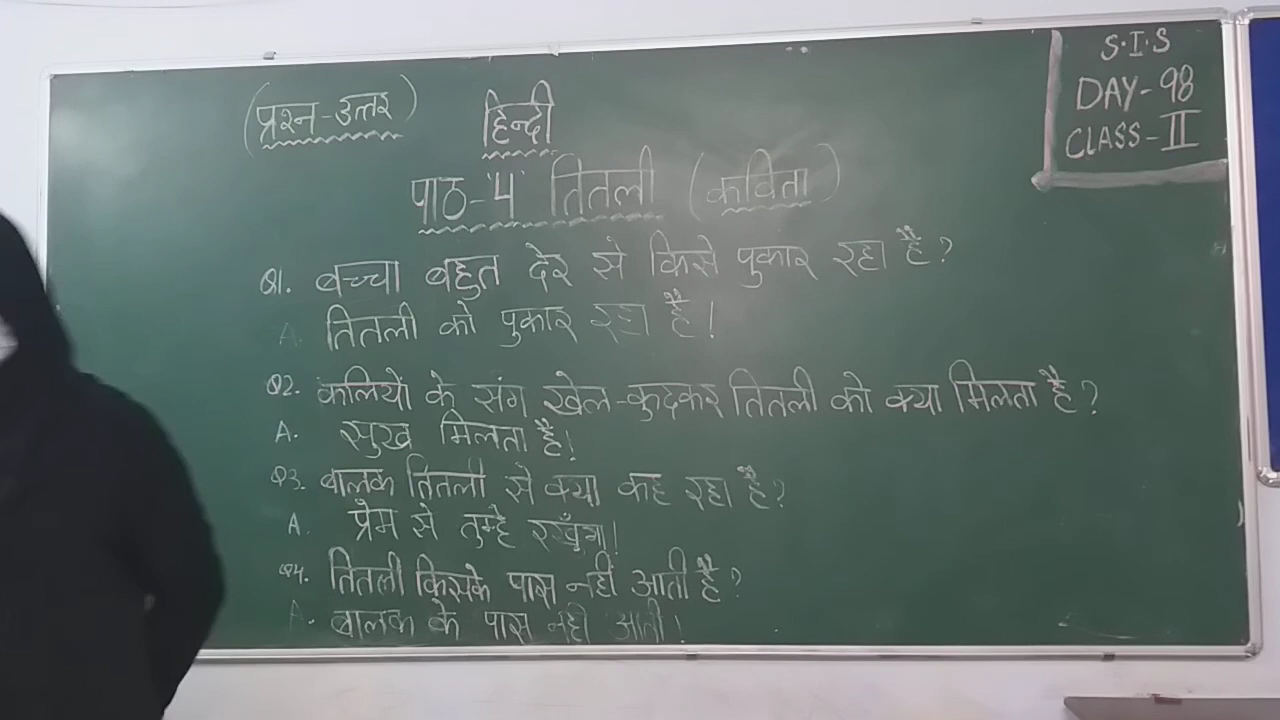 (प्रश्न-उत्तर)
हिन्दी
S.I.S
DAY-98
CLASS-II
पाठ-'4' तितली (कविता)
Q1. बच्चा बहुत देर से किसे पुकार रहा है?
A. तितली को पुकार रहा है!
Q2. कलियों के संग खेल-कुदकर तितली को क्या मिलता है?
A. सुख मिलता है!
Q3. बालक तितली से क्या कह रहा है?
A. प्रेम से तुम्हे रखूँगा!
Q4. तितली किसके पास नहीं आती है?
A. बालक के पास नही आती!